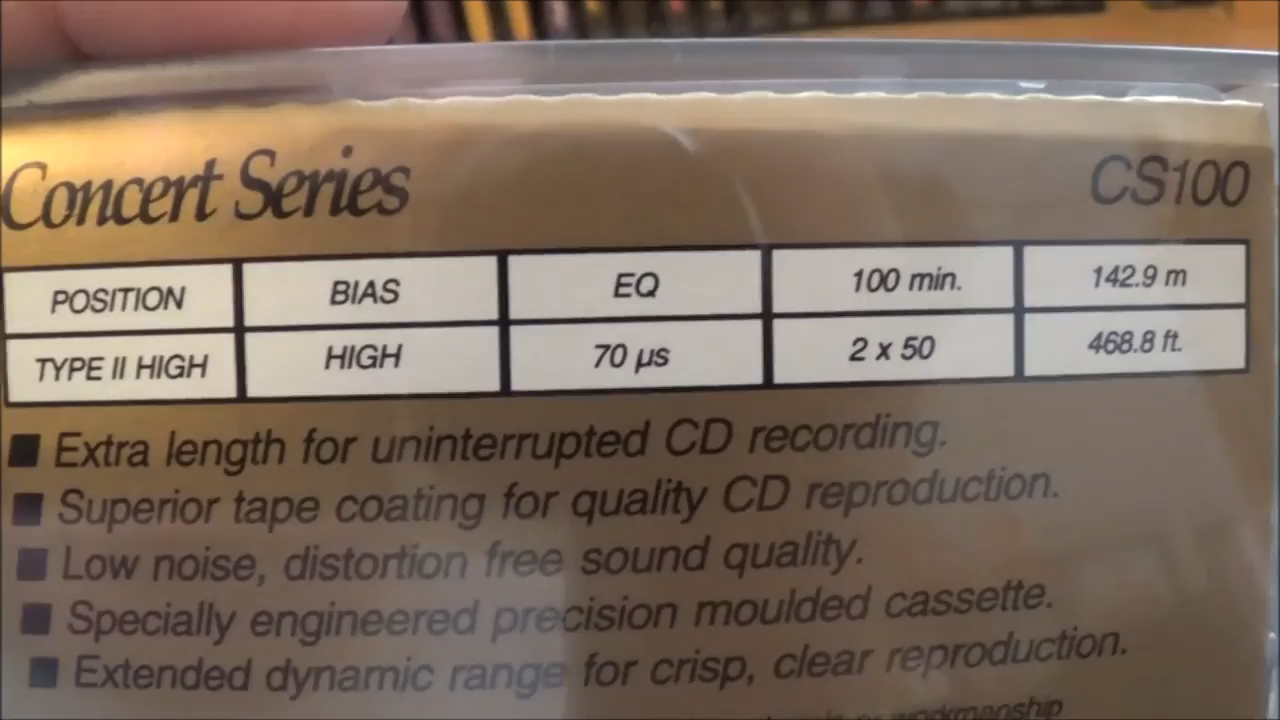 Concert Series CS100
POSITION BIAS EQ 100 min. 142.9 m
TYPE II HIGH HIGH 70 µs 2 x 50 468.8 ft.
■ Extra length for uninterrupted CD recording.
■ Superior tape coating for quality CD reproduction.
■ Low noise, distortion free sound quality.
■ Specially engineered precision moulded cassette.
■ Extended dynamic range for crisp, clear reproduction.
or workmanship